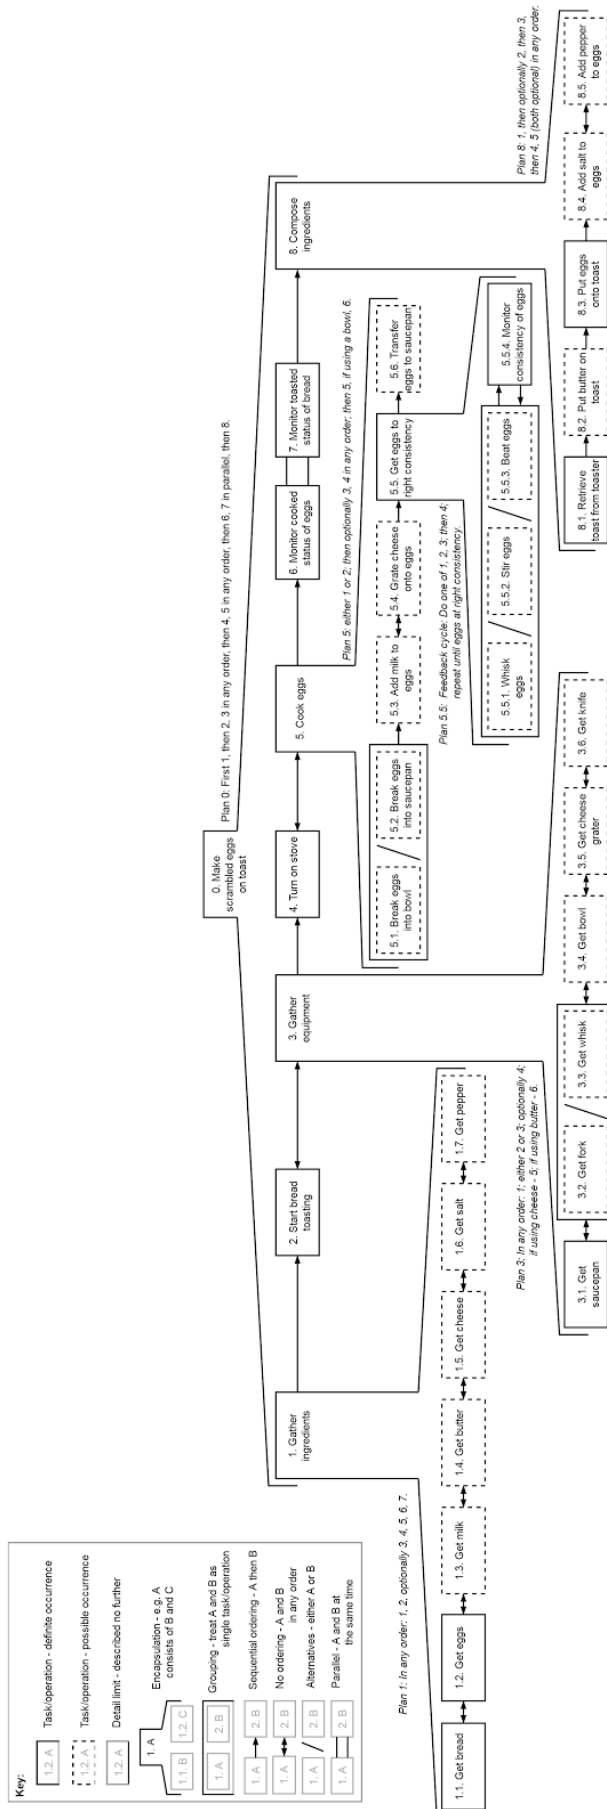 Key:
1.2. A
Task/operation - definite occurrence
1.2. A
Task/operation - possible occurrence
1.2. A
Detail limit - described no further
1. A
1.1. B
1.2. C
Encapsulation - e.g. A
consists of B and C
1. A
2. B
Grouping - treat A and B as
single task/operation
1. A
2. B
Sequential ordering - A then B
1. A
2. B
No ordering - A and B
in any order
1. A
2. B
Alternatives - either A or B
1. A
2. B
Parallel - A and B at
the same time
0. Make
scrambled eggs
on toast
Plan 0: First 1, then 2, 3 in any order, then 4, 5 in any order, then 6, 7 in parallel, then 8.
1. Gather
ingredients
2. Start bread
toasting
3. Gather
equipment
4. Turn on stove
5. Cook eggs
6. Monitor cooked
status of eggs
7. Monitor toasted
status of bread
8. Compose
ingredients
Plan 1: In any order: 1, 2, optionally 3, 4, 5, 6, 7.
1.1. Get bread
1.2. Get eggs
1.3. Get milk
1.4. Get butter
1.5. Get cheese
1.6. Get salt
1.7. Get pepper
Plan 3: In any order: 1; either 2 or 3; optionally 4;
if using cheese - 5; if using butter - 6.
3.1. Get
saucepan
3.2. Get fork
3.3. Get whisk
3.4. Get bowl
3.5. Get cheese
grater
3.6. Get knife
Plan 5: either 1 or 2; then optionally 3, 4 in any order; then 5, if using a bowl, 6.
5.1. Break eggs
into bowl
5.2. Break eggs
into saucepan
5.3. Add milk to
eggs
5.4. Grate cheese
onto eggs
5.5. Get eggs to
right consistency
5.6. Transfer
eggs to saucepan
Plan 5.5: Feedback cycle: Do one of 1, 2, 3; then 4;
repeat until eggs at right consistency.
5.5.1. Whisk
eggs
5.5.2. Stir eggs
5.5.3. Beat eggs
5.5.4. Monitor
consistency of eggs
Plan 8: 1, then optionally 2, then 3,
then 4, 5 (both optional) in any order.
8.1. Retrieve
toast from toaster
8.2. Put butter on
toast
8.3. Put eggs
onto toast
8.4. Add salt to
eggs
8.5. Add pepper
to eggs